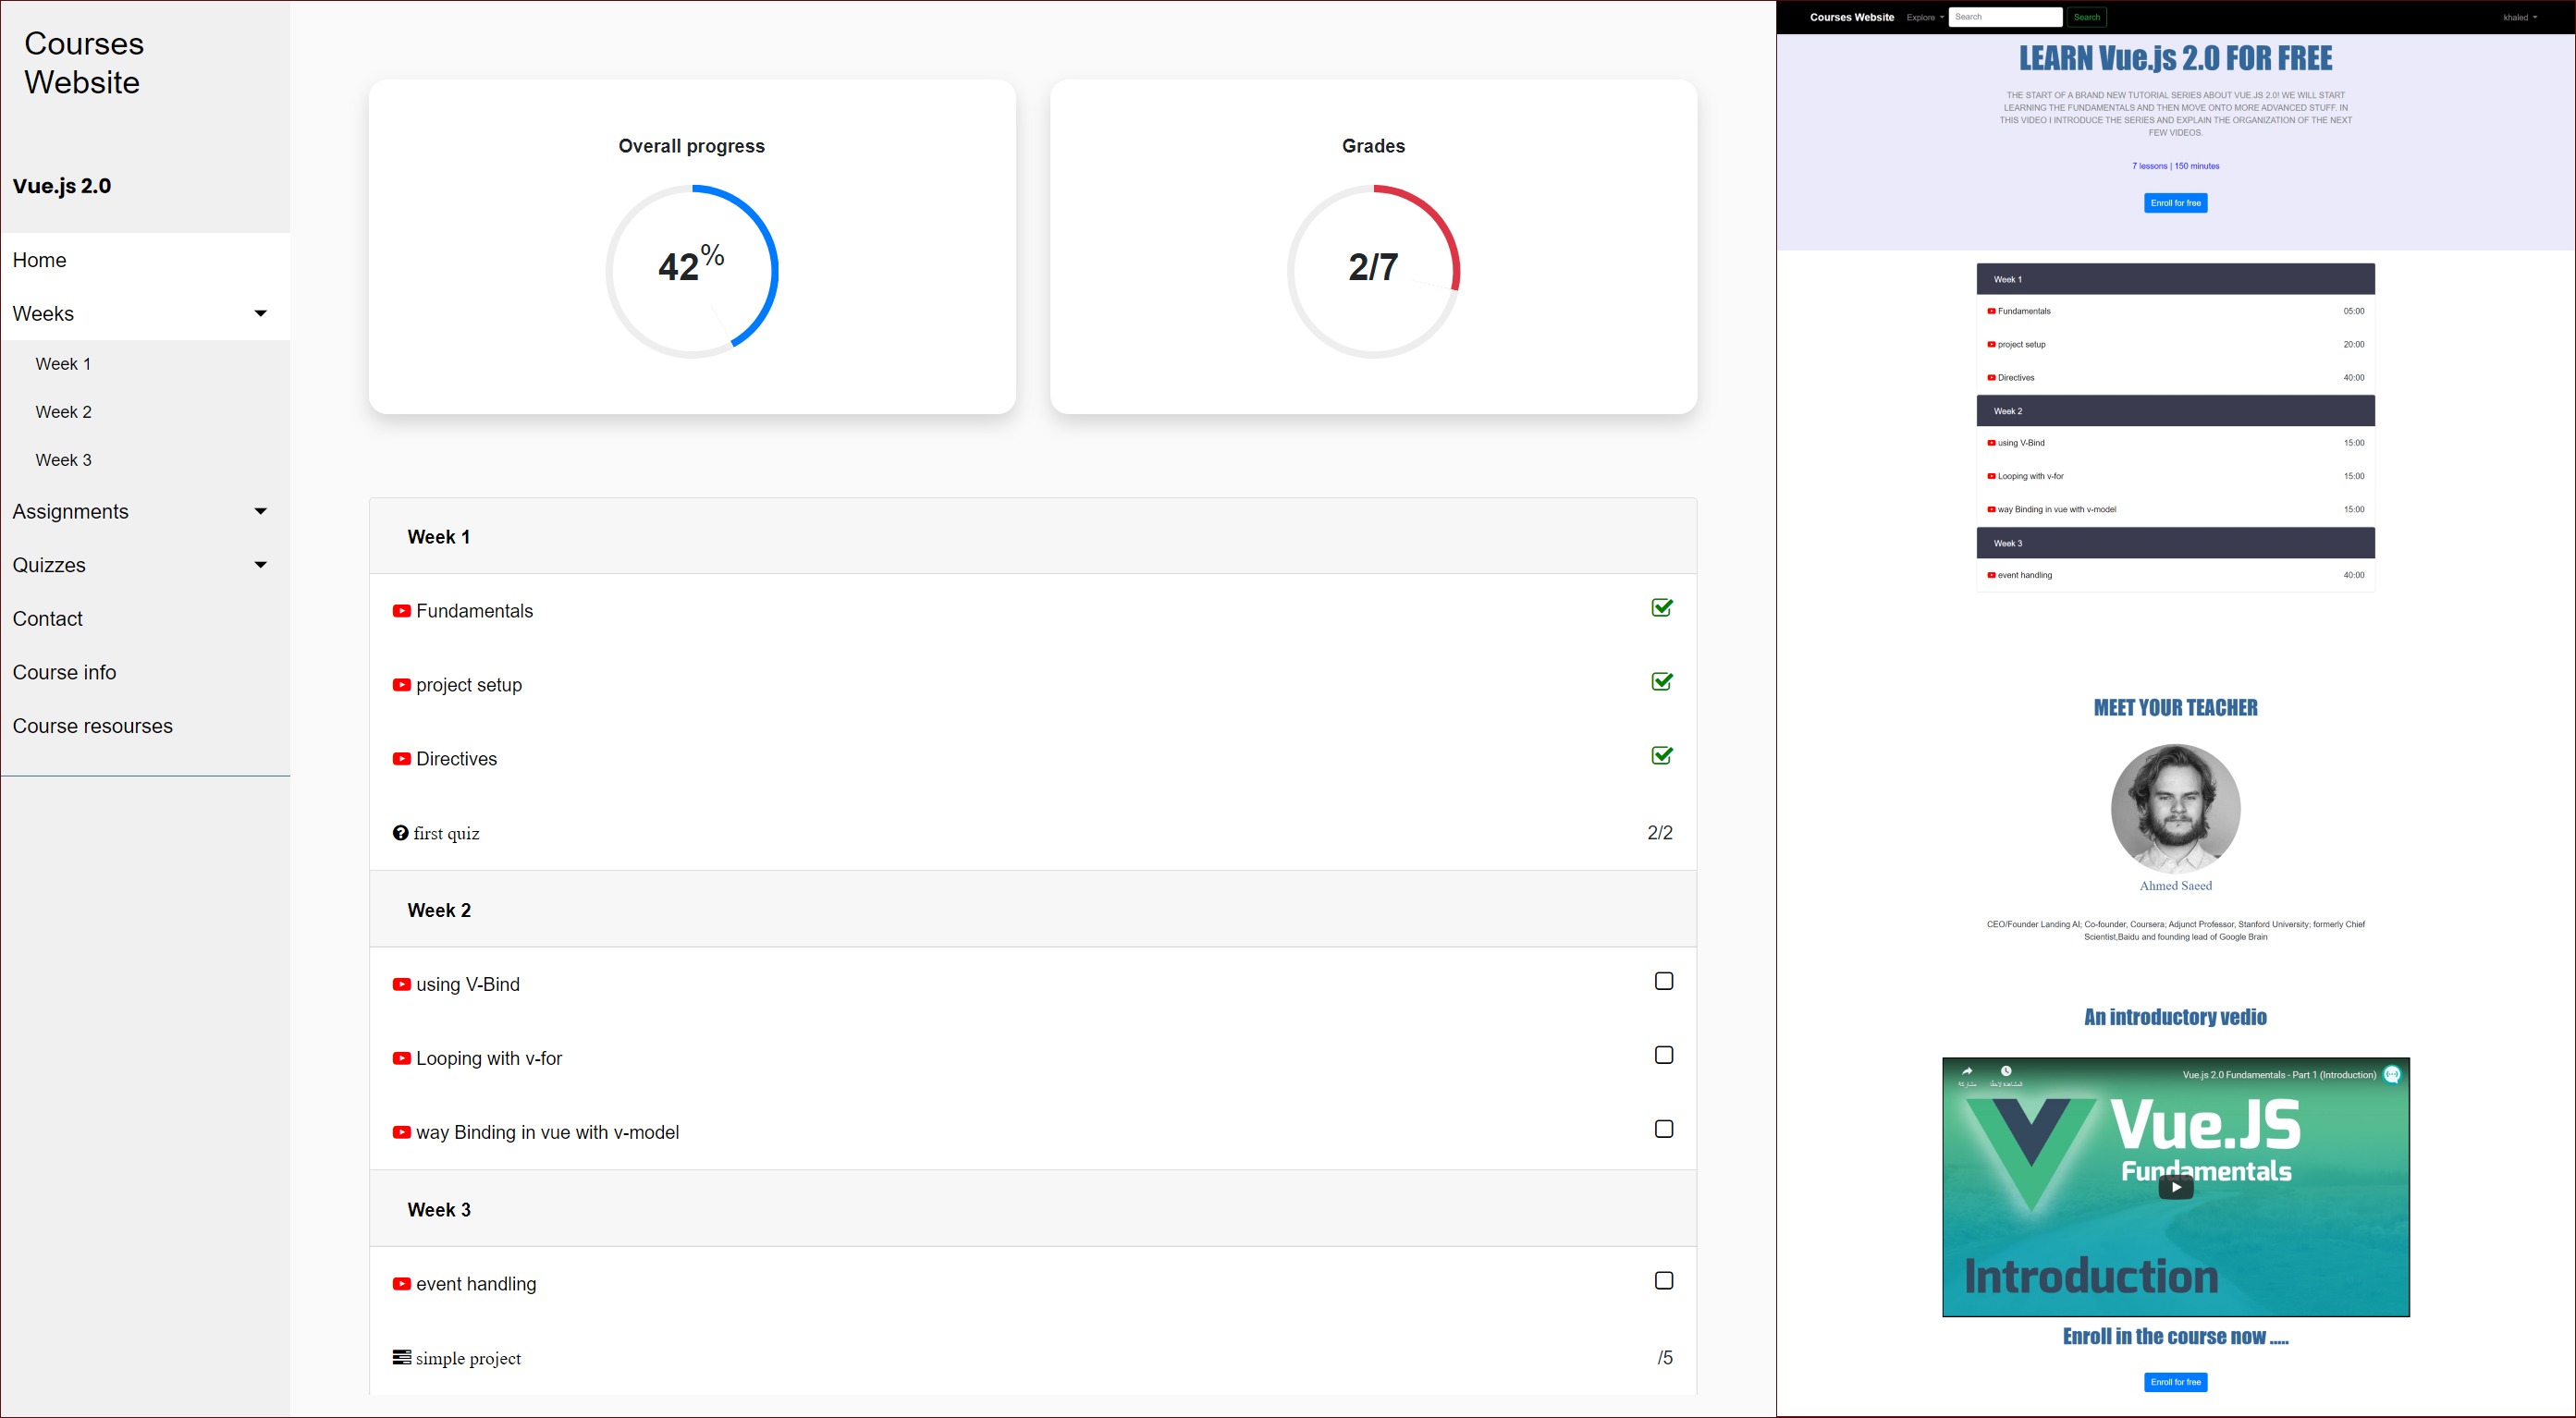 Courses
Website
Vue.js 2.0
Home
Weeks
Week 1
Week 2
Week 3
Assignments
Quizzes
Contact
Course info
Course resourses
Overall progress
42%
Grades
2/7
Week 1
Fundamentals
project setup
Directives
first quiz 2/2
Week 2
using V-Bind
Looping with v-for
way Binding in vue with v-model
Week 3
event handling
simple project /5
Courses Website Explore Search Search khaled
LEARN Vue.js 2.0 FOR FREE
THE START OF A BRAND NEW TUTORIAL SERIES ABOUT VUE.JS 2.0! WE WILL START
LEARNING THE FUNDAMENTALS AND THEN MOVE ONTO MORE ADVANCED STUFF. IN
THIS VIDEO I INTRODUCE THE SERIES AND EXPLAIN THE ORGANIZATION OF THE NEXT
FEW VIDEOS.
7 lessons | 150 minutes
Enroll for free
Week 1
Fundamentals 05:00
project setup 20:00
Directives 40:00
Week 2
using V-Bind 15:00
Looping with v-for 15:00
way Binding in vue with v-model 15:00
Week 3
event handling 40:00
MEET YOUR TEACHER
Ahmed Saeed
CEO/Founder Landing AI; Co-founder, Coursera; Adjunct Professor, Stanford University; formerly Chief
Scientist,Baidu and founding lead of Google Brain
An introductory vedio
Vue.js 2.0 Fundamentals - Part 1 (Introduction)
مشاركة المشاهدة لاحقًا
Vue.JS
Fundamentals
Introduction
Enroll in the course now .....
Enroll for free